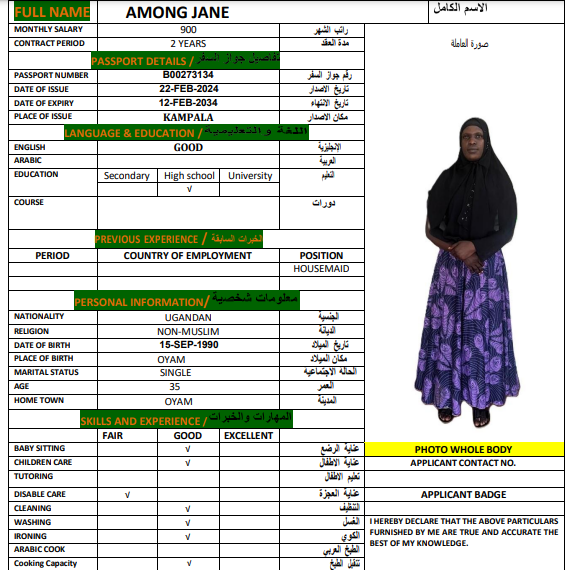 FULL NAME AMONG JANE الاسم الكامل
MONTHLY SALARY 900 راتب الشهر
CONTRACT PERIOD 2 YEARS مدة العقد
صورة العاملة
PASSPORT DETAILS / تفاصيل جواز السفر
PASSPORT NUMBER B00273134 رقم جواز السفر
DATE OF ISSUE 22-FEB-2024 تاريخ الاصدار
DATE OF EXPIRY 12-FEB-2034 تاريخ الانتهاء
PLACE OF ISSUE KAMPALA مكان الاصدار
LANGUAGE & EDUCATION / اللغة و التعليمية
ENGLISH GOOD الإنجليزية
ARABIC العربية
EDUCATION Secondary High school University التعليم
√
COURSE دورات
PREVIOUS EXPERIENCE / الخبرات السابقة
PERIOD COUNTRY OF EMPLOYMENT POSITION
HOUSEMAID
PERSONAL INFORMATION/ معلومات شخصية
NATIONALITY UGANDAN الجنسية
RELIGION NON-MUSLIM الديانة
DATE OF BIRTH 15-SEP-1990 تاريخ الميلاد
PLACE OF BIRTH OYAM مكان الميلاد
MARITAL STATUS SINGLE الحالة الاجتماعية
AGE 35 العمر
HOME TOWN OYAM المدينة
SKILLS AND EXPERIENCE / المهارات والخبرات
FAIR GOOD EXCELLENT
BABY SITTING √ عناية الرضع
CHILDREN CARE √ عناية الاطفال
TUTORING تعليم الاطفال
DISABLE CARE √ عناية العجزة
CLEANING √ التنظيف
WASHING √ الغسل
IRONING √ الكوي
ARABIC COOK الطبخ العربي
Cooking Capacity √ الطبخ
PHOTO WHOLE BODY
APPLICANT CONTACT NO.
APPLICANT BADGE
I HEREBY DECLARE THAT THE ABOVE PARTICULARS
FURNISHED BY ME ARE TRUE AND ACCURATE THE
BEST OF MY KNOWLEDGE.